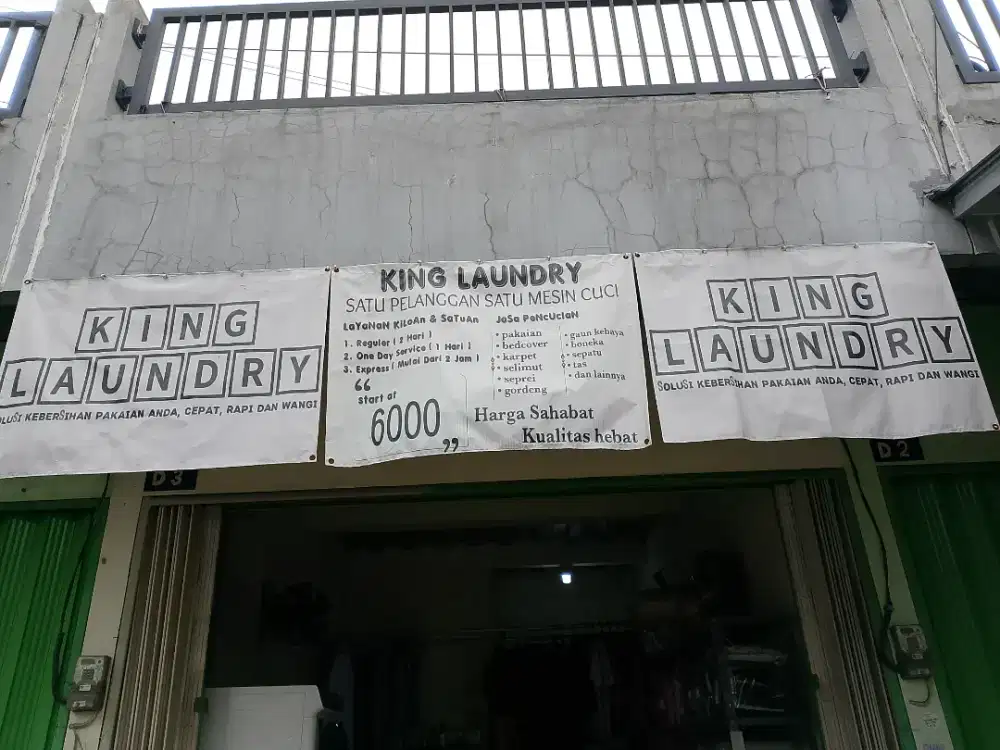 KING
LAUNDRY
SOLUSI KEBERSIHAN PAKAIAN ANDA, CEPAT, RAPI DAN WANGI
KING LAUNDRY
SATU PELANGGAN SATU MESIN CUCI
LaYaNaN KiLoAn & SaTuAn
1. Regular ( 2 Hari )
2. One Day Service ( 1 Hari )
3. Express ( Mulai Dari 2 Jam )
“
Start at
6000
”
JaSa PeNcUcIaN
• pakaian
• bedcover
• karpet
• selimut
• seprei
• gordeng
• gaun kebaya
• boneka
• sepatu
• tas
• dan lainnya
Harga Sahabat
Kualitas hebat
KING
LAUNDRY
SOLUSI KEBERSIHAN PAKAIAN ANDA, CEPAT, RAPI DAN WANGI
D 3
D 2